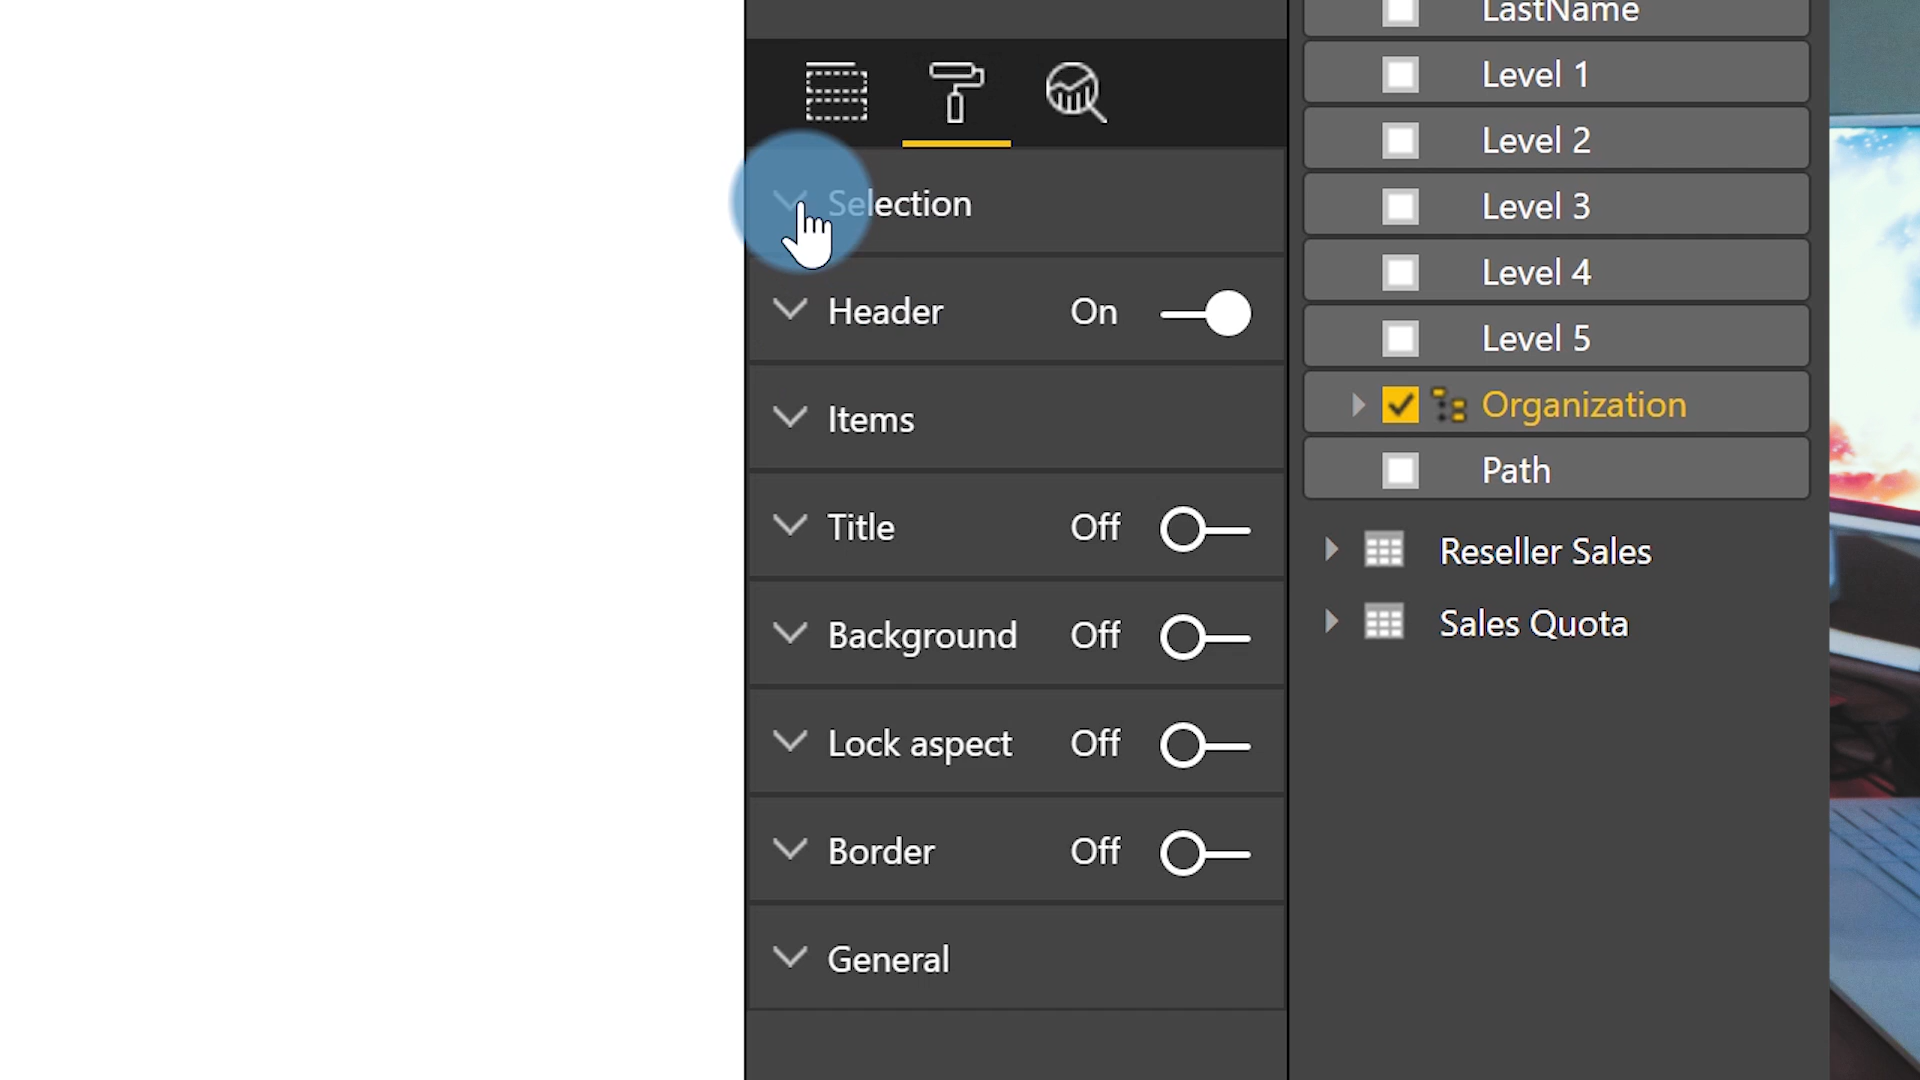 Selection
Header On
Items
Title Off
Background Off
Lock aspect Off
Border Off
General
LastName
Level 1
Level 2
Level 3
Level 4
Level 5
Organization
Path
Reseller Sales
Sales Quota